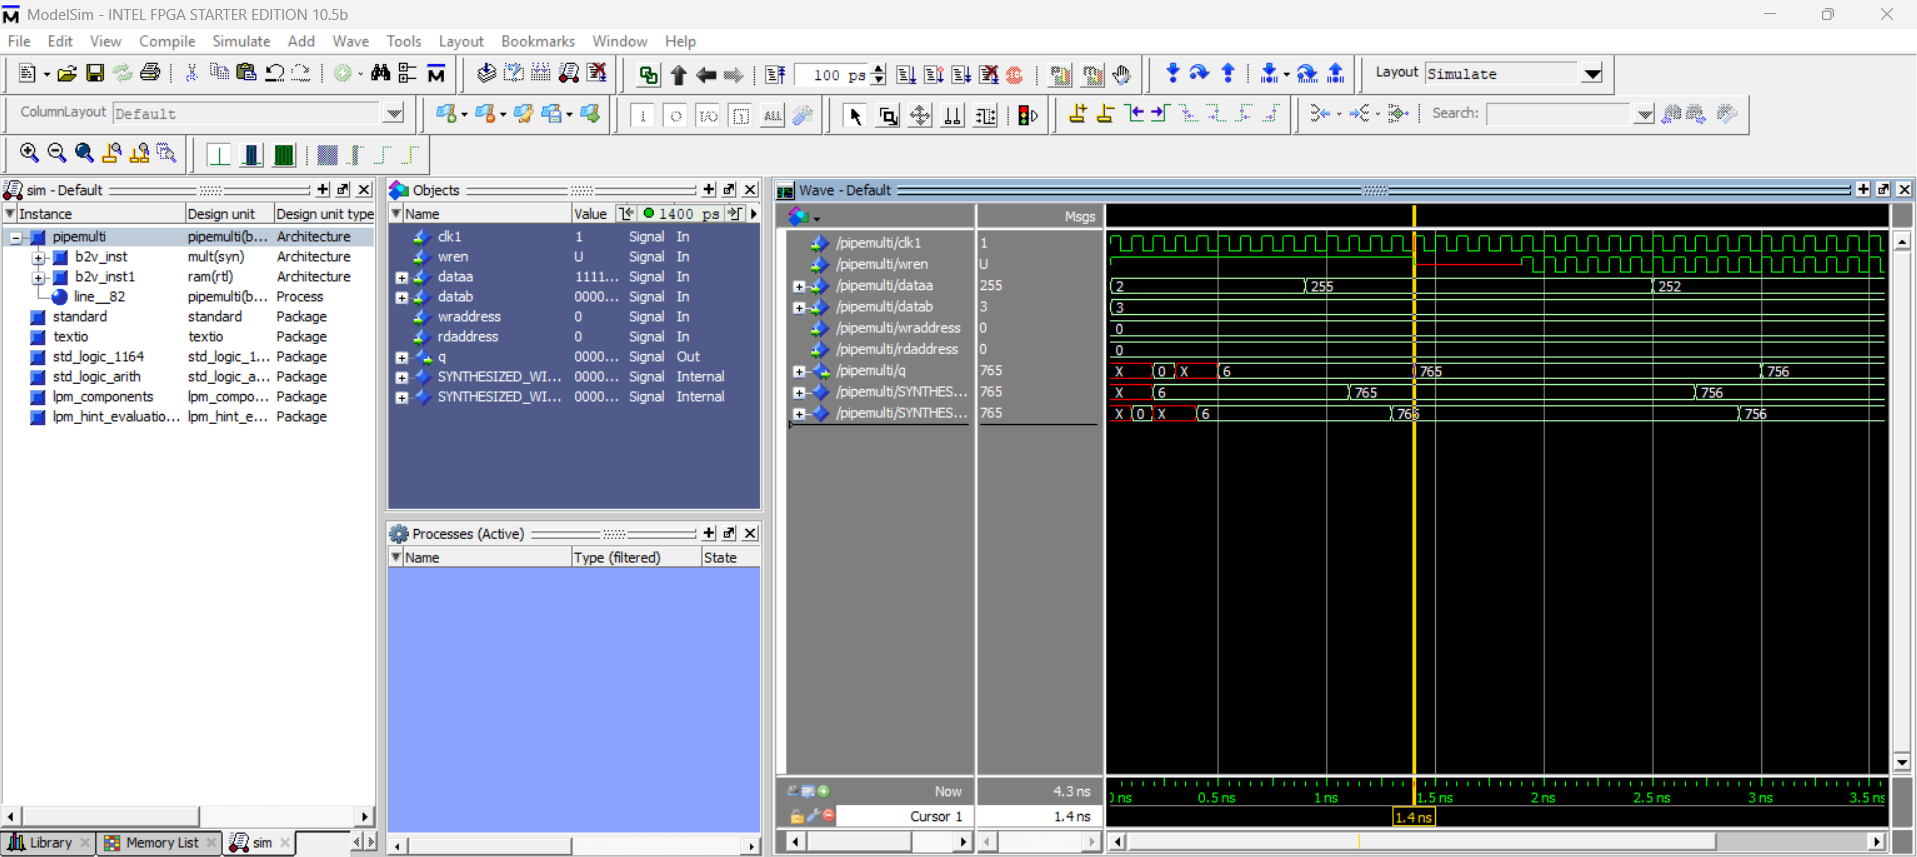 ModelSim - INTEL FPGA STARTER EDITION 10.5b
File Edit View Compile Simulate Add Wave Tools Layout Bookmarks Window Help
100 ps
Layout Simulate
ColumnLayout Default
I/O
ALL
Search:
sim - Default
Instance Design unit Design unit type
pipemulti pipemulti(b... Architecture
b2v_inst mult(syn) Architecture
b2v_inst1 ram(rtl) Architecture
line__82 pipemulti(b... Process
standard standard Package
textio textio Package
std_logic_1164 std_logic_1... Package
std_logic_arith std_logic_a... Package
lpm_components lpm_compo... Package
lpm_hint_evaluatio... lpm_hint_e... Package
Library Memory List sim
Objects
Name Value 1400 ps
clk1 1 Signal In
wren U Signal In
dataa 1111... Signal In
datab 0000... Signal In
wraddress 0 Signal In
rdaddress 0 Signal In
q 0000... Signal Out
SYNTHESIZED_WI... 0000... Signal Internal
SYNTHESIZED_WI... 0000... Signal Internal
Processes (Active)
Name Type (filtered) State
Wave - Default
Msgs
/pipemulti/clk1 1
/pipemulti/wren U
/pipemulti/dataa 255 2 255 252
/pipemulti/datab 3 3
/pipemulti/wraddress 0 0
/pipemulti/rdaddress 0 0
/pipemulti/q 765 X 0 X 6 765 756
/pipemulti/SYNTHES... 765 X 6 765 756
/pipemulti/SYNTHES... 765 X 0 X 6 765 756
Now 4.3 ns
0.5 ns 1 ns 1.5 ns 2 ns 2.5 ns 3 ns 3.5 ns
Cursor 1 1.4 ns 1.4 ns